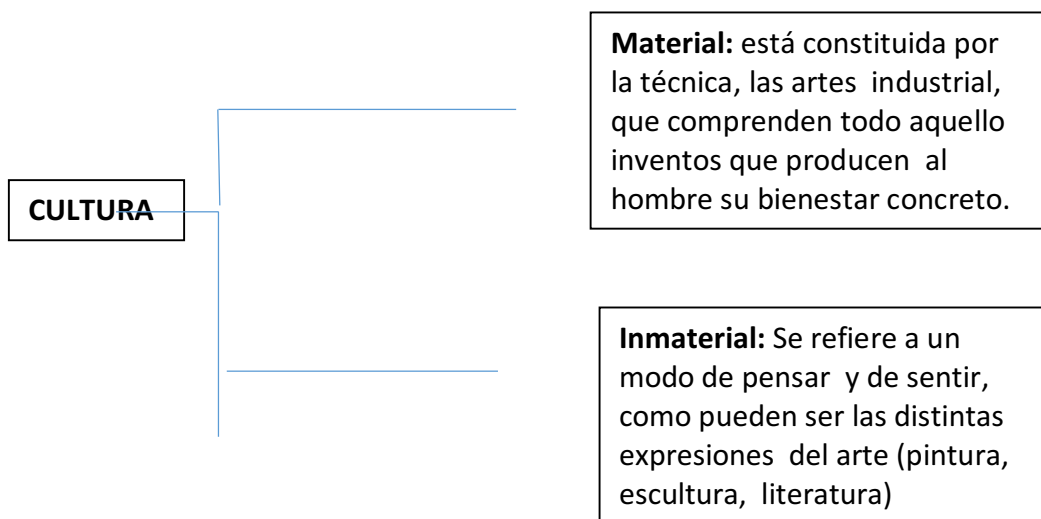 CULTURA
Material: está constituida por
la técnica, las artes industrial,
que comprenden todo aquello
inventos que producen al
hombre su bienestar concreto.
Inmaterial: Se refiere a un
modo de pensar y de sentir,
como pueden ser las distintas
expresiones del arte (pintura,
escultura, literatura)